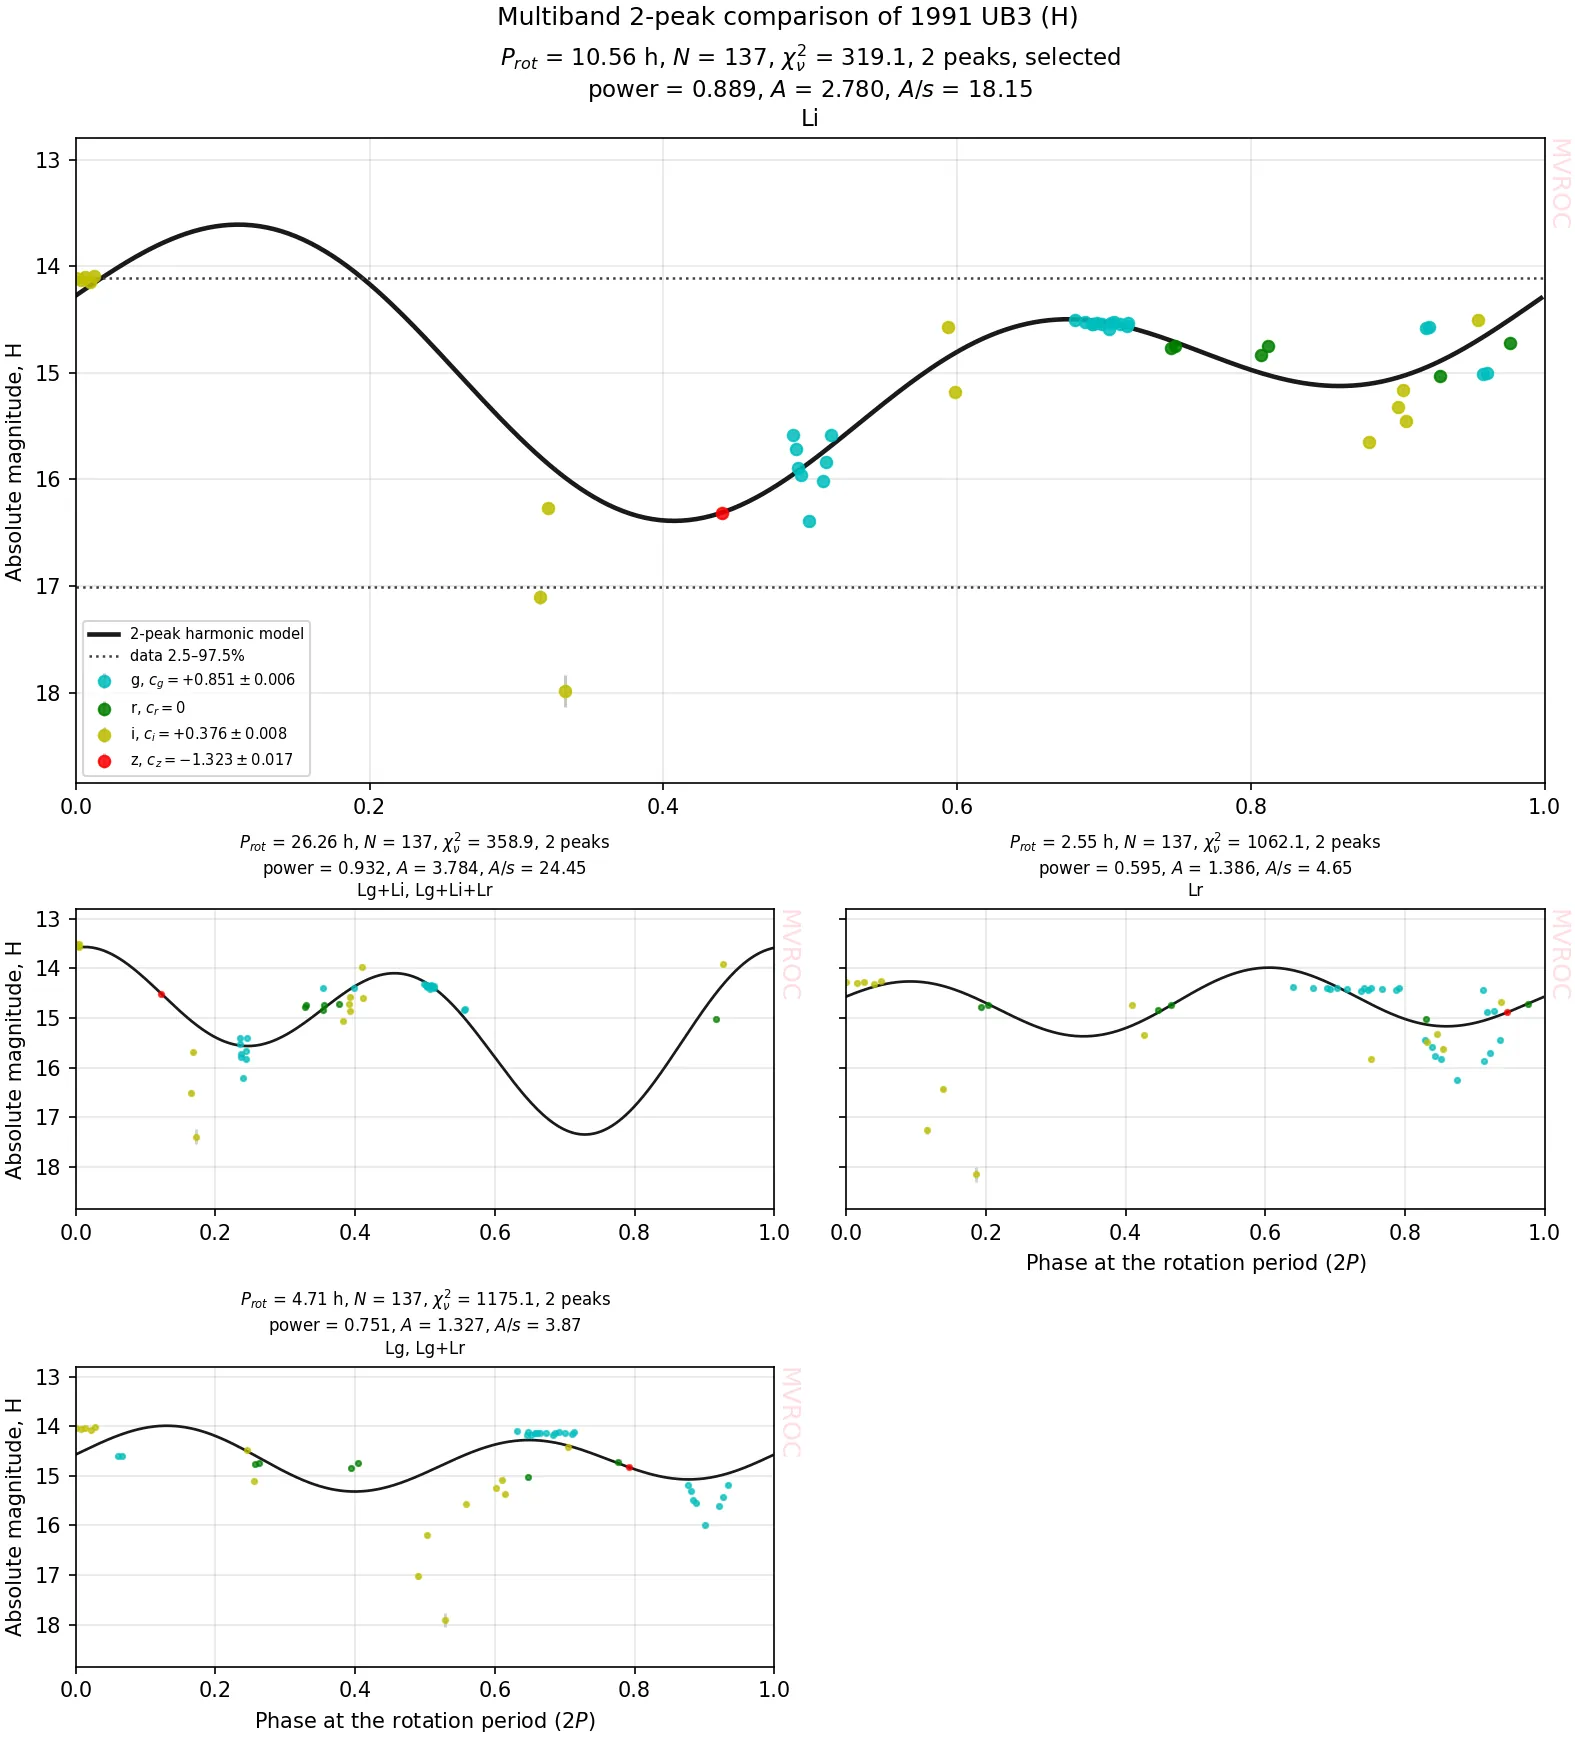 Multiband 2-peak comparison of 1991 UB3 (H)
P_rot = 10.56 h, N = 137, χ²_ν = 319.1, 2 peaks, selected
power = 0.889, A = 2.780, A/s = 18.15
Li
13
14
15
16
17
18
Absolute magnitude, H
2-peak harmonic model
data 2.5–97.5%
g, c_g = +0.851 ± 0.006
r, c_r = 0
i, c_i = +0.376 ± 0.008
z, c_z = −1.323 ± 0.017
0.0 0.2 0.4 0.6 0.8 1.0
MVROC
P_rot = 26.26 h, N = 137, χ²_ν = 358.9, 2 peaks
power = 0.932, A = 3.784, A/s = 24.45
Lg+Li, Lg+Li+Lr
13
14
15
16
17
18
Absolute magnitude, H
0.0 0.2 0.4 0.6 0.8 1.0
MVROC
P_rot = 2.55 h, N = 137, χ²_ν = 1062.1, 2 peaks
power = 0.595, A = 1.386, A/s = 4.65
Lr
0.0 0.2 0.4 0.6 0.8 1.0
Phase at the rotation period (2P)
MVROC
P_rot = 4.71 h, N = 137, χ²_ν = 1175.1, 2 peaks
power = 0.751, A = 1.327, A/s = 3.87
Lg, Lg+Lr
13
14
15
16
17
18
Absolute magnitude, H
0.0 0.2 0.4 0.6 0.8 1.0
Phase at the rotation period (2P)
MVROC